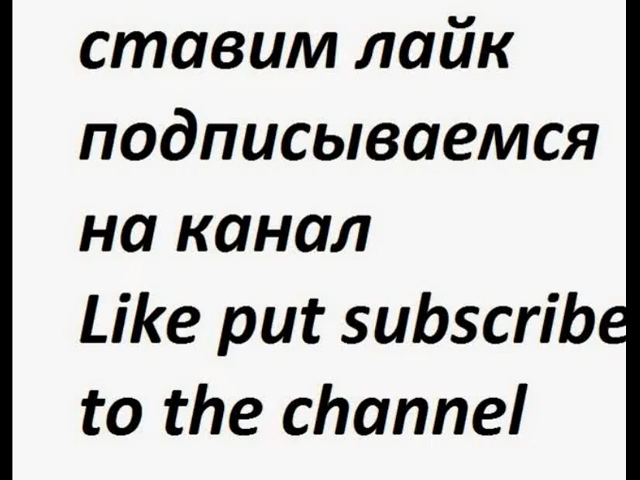 ставим лайк
подписываемся
на канал
Like put subscribe
to the channel